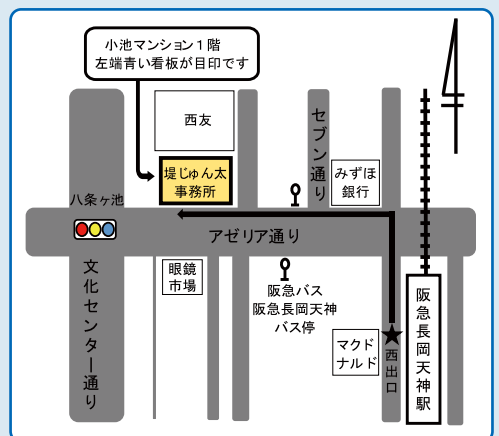 小池マンション１階
左端青い看板が目印です
西友
セブン通り
堤じゅん太
事務所
みずほ
銀行
八条ヶ池
アゼリア通り
文化センター通り
眼鏡
市場
阪急バス
阪急長岡天神
バス停
マクド
ナルド
西出口
阪急長岡天神駅